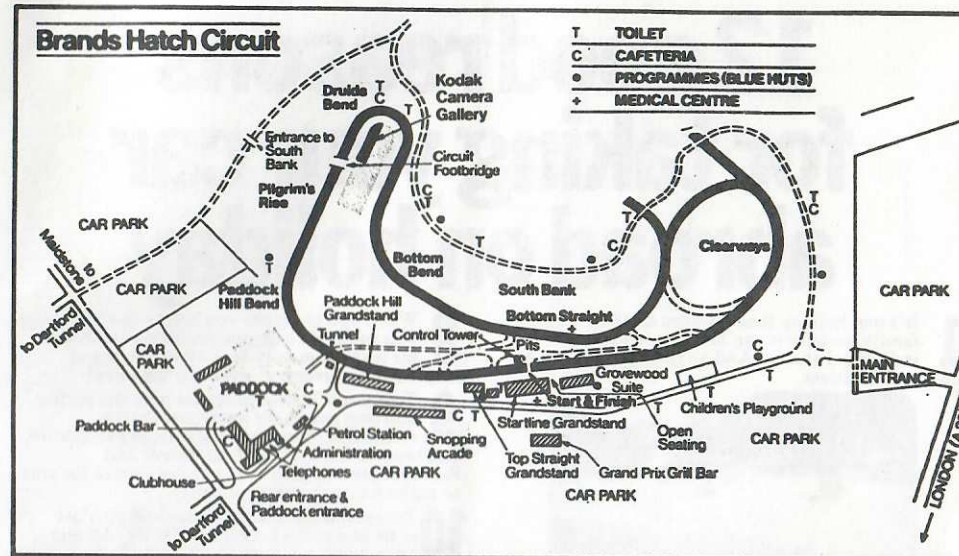 Brands Hatch Circuit
T TOILET
C CAFETERIA
● PROGRAMMES (BLUE HUTS)
+ MEDICAL CENTRE
Druids
Bend
T
C
T
Kodak
Camera
Gallery
T
Entrance to
South
Bank
Circuit
Footbridge
Pilgrim's
Rise
C
T
T
C
T
T
C
Clearways
CAR PARK
Maidstone
to
to Dartford
Tunnel
CAR PARK
T
Paddock
Hill Bend
Bottom
Bend
South Bank
CAR PARK
Paddock Hill
Grandstand
Bottom Straight
+
CAR
PARK
Tunnel
Control Tower
Pits
C
T
MAIN
ENTRANCE
PADDOCK
T
C
T
Grovewood
Suite
T
+ Start & Finish
T
Children's Playground
Paddock Bar
C
C
T
Startline Grandstand
Petrol Station
Administration
Telephones
Snopping
Arcade
Top Straight
Grandstand
Open
Seating
CAR PARK
Clubhouse
CAR PARK
Grand Prix Grill Bar
Rear entrance &
Paddock entrance
CAR PARK
to Dartford
Tunnel
LONDON